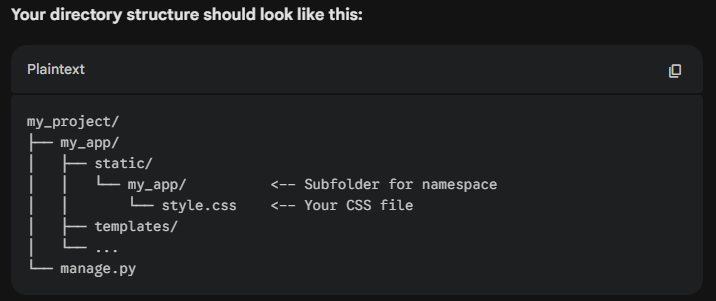 Your directory structure should look like this:
Plaintext
my_project/
├── my_app/
│   ├── static/
│   │   └── my_app/          <-- Subfolder for namespace
│   │       └── style.css    <-- Your CSS file
│   ├── templates/
│   └── ...
└── manage.py